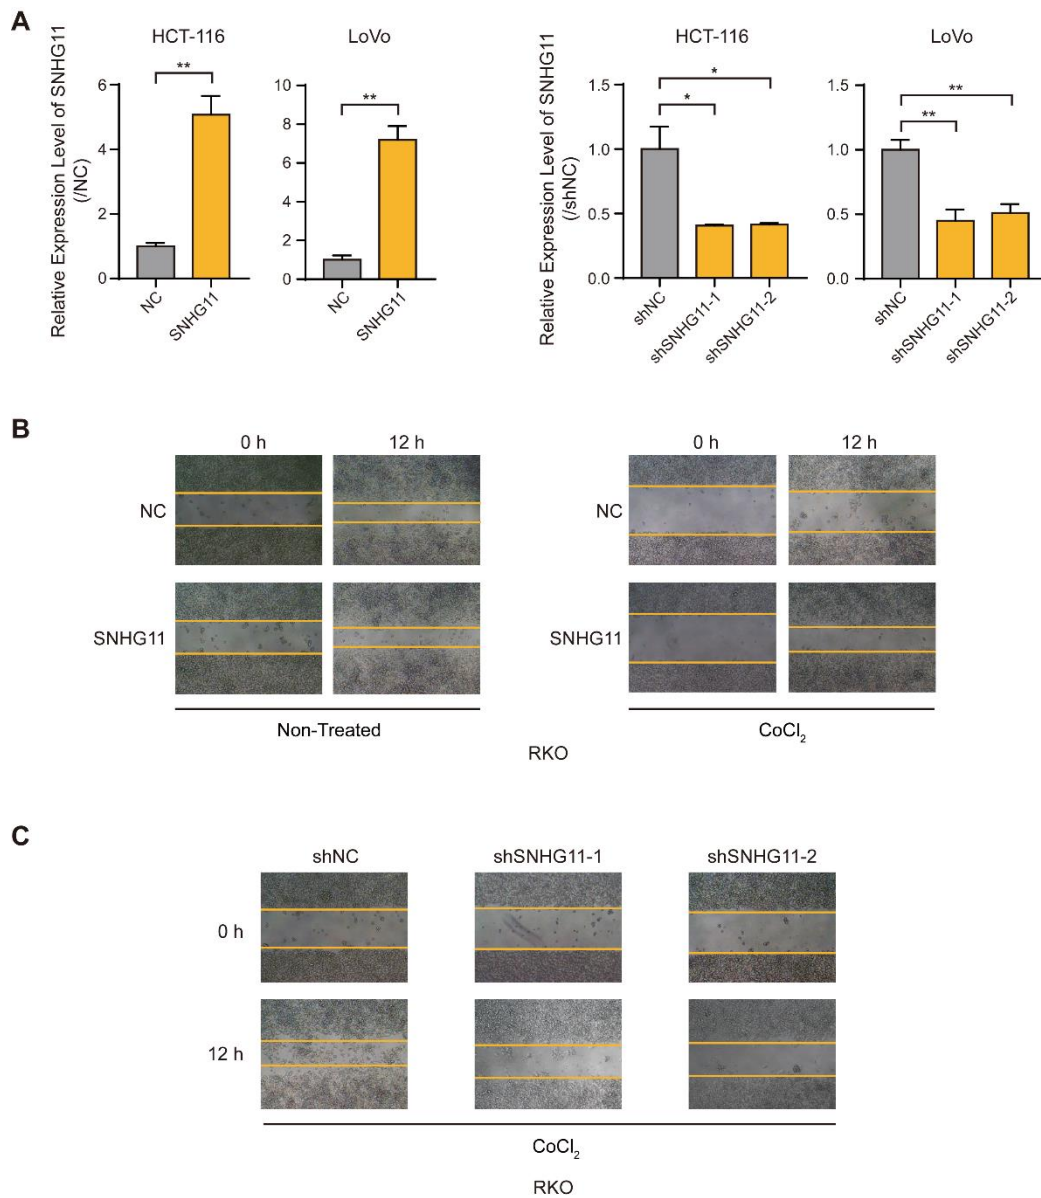 A
HCT-116
LoVo
HCT-116
LoVo
Relative Expression Level of SNHG11
(/NC)
6
4
2
0
**
NC
SNHG11
10
8
6
4
2
0
**
NC
SNHG11
Relative Expression Level of SNHG11
(/shNC)
1.5
1.0
0.5
0.0
*
*
shNC
shSNHG11-1
shSNHG11-2
1.5
1.0
0.5
0.0
**
**
shNC
shSNHG11-1
shSNHG11-2
B
0 h
12 h
0 h
12 h
NC
NC
SNHG11
SNHG11
Non-Treated
CoCl₂
RKO
C
shNC
shSNHG11-1
shSNHG11-2
0 h
12 h
CoCl₂
RKO